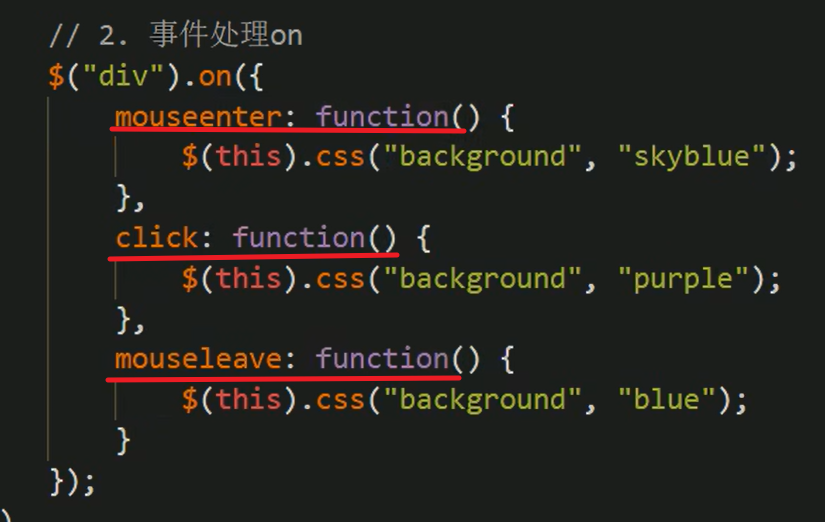 // 2. 事件处理on
$("div").on({
mouseenter: function() {
$(this).css("background", "skyblue");
},
click: function() {
$(this).css("background", "purple");
},
mouseleave: function() {
$(this).css("background", "blue");
}
});
)